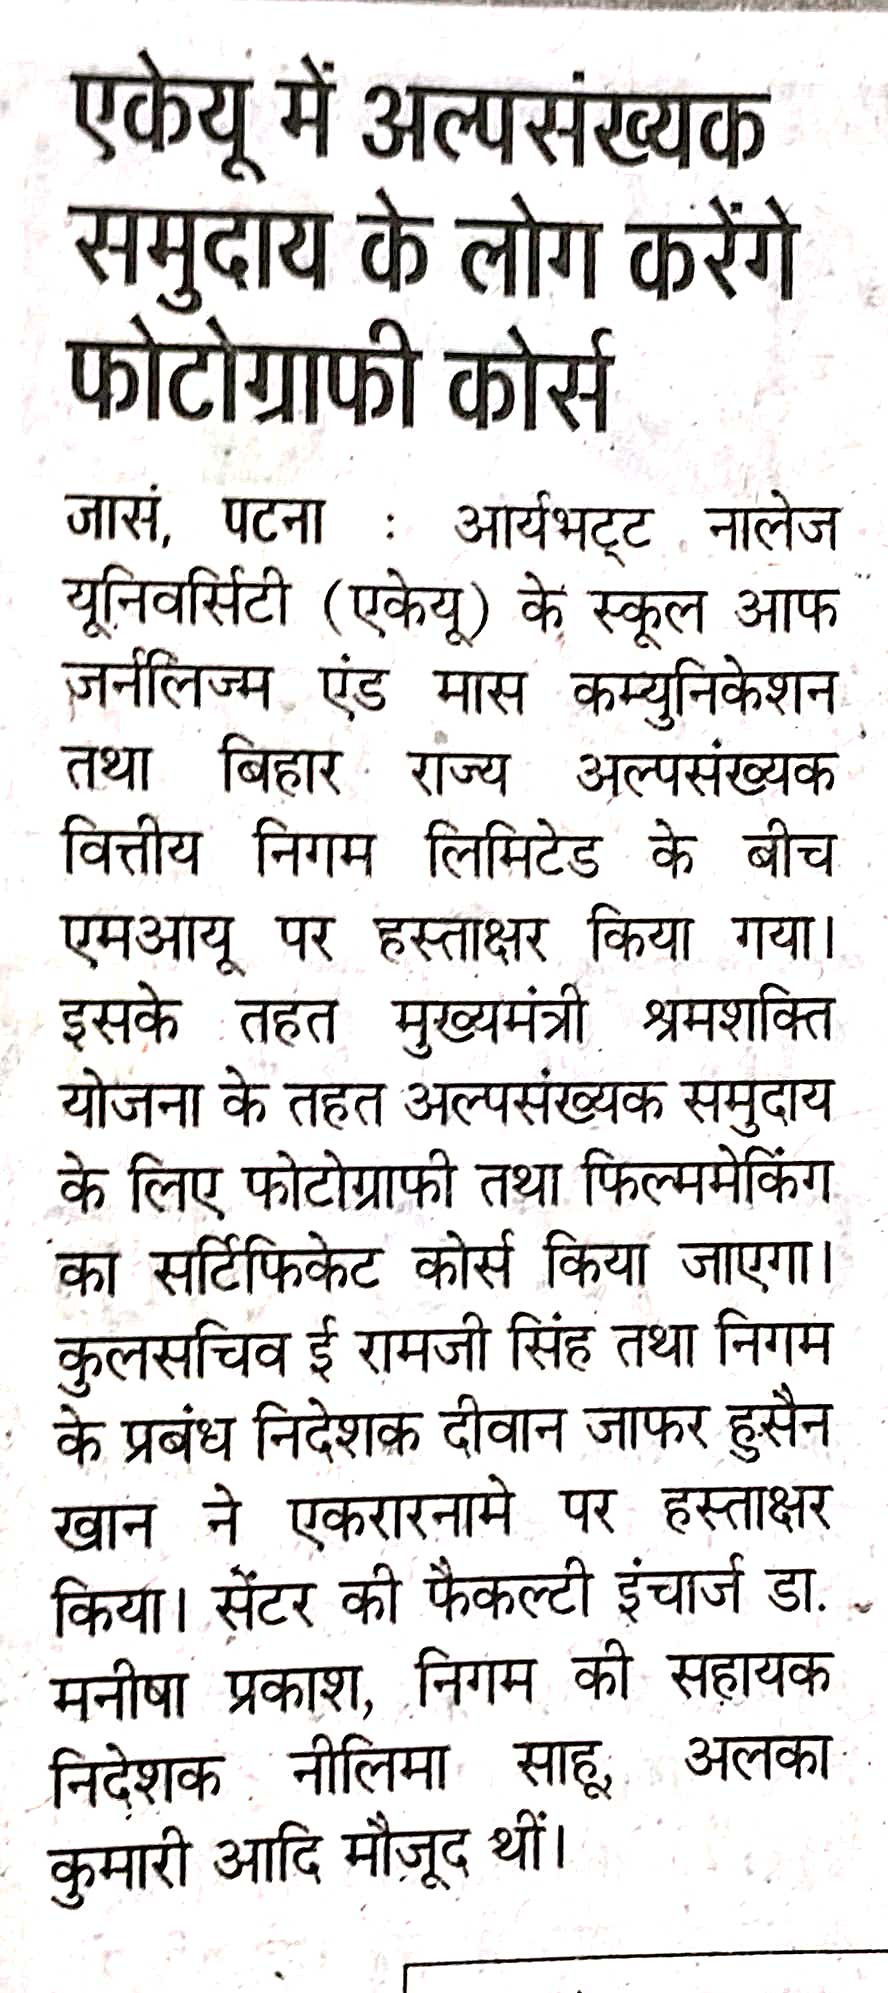 एकेयू में अल्पसंख्यक
समुदाय के लोग करेंगे
फोटोग्राफी कोर्स
जासं, पटना : आर्यभट्ट नालेज
यूनिवर्सिटी (एकेयू) के स्कूल आफ
जर्नलिज्म एंड मास कम्युनिकेशन
तथा बिहार राज्य अल्पसंख्यक
वित्तीय निगम लिमिटेड के बीच
एमआयू पर हस्ताक्षर किया गया।
इसके तहत मुख्यमंत्री श्रमशक्ति
योजना के तहत अल्पसंख्यक समुदाय
के लिए फोटोग्राफी तथा फिल्ममेकिंग
का सर्टिफिकेट कोर्स किया जाएगा।
कुलसचिव ई रामजी सिंह तथा निगम
के प्रबंध निदेशक दीवान जाफर हुसैन
खान ने एकरारनामे पर हस्ताक्षर
किया। सेंटर की फैकल्टी इंचार्ज डा.
मनीषा प्रकाश, निगम की सहायक
निदेशक नीलिमा साहू, अलका
कुमारी आदि मौजूद थीं।